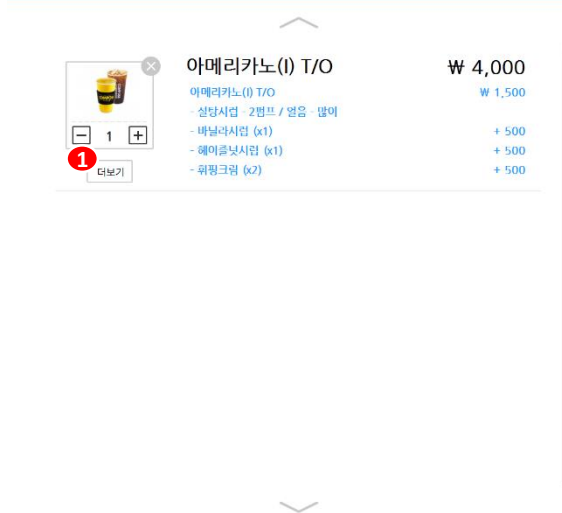 아메리카노(I) T/O
₩ 4,000
아메리카노(I) T/O
₩ 1,500
- 설탕시럽 - 2펌프 / 얼음 - 많이
- 바닐라시럽 (x1)
+ 500
- 헤이즐넛시럽 (x1)
+ 500
- 휘핑크림 (x2)
+ 500
1
1
더보기